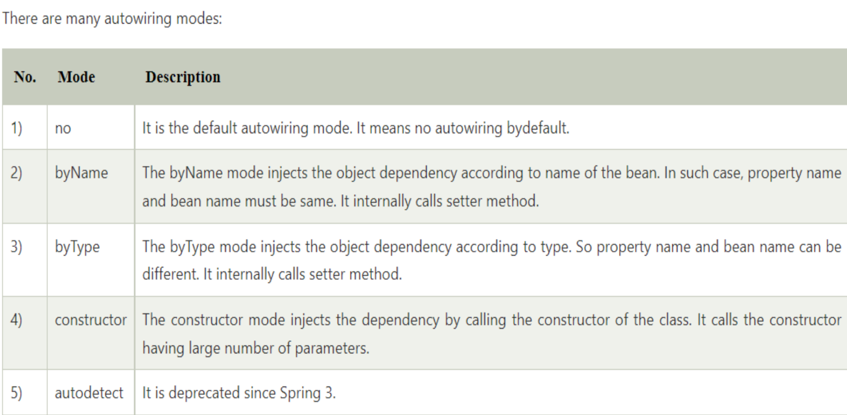 There are many autowiring modes:
No. Mode Description
1) no It is the default autowiring mode. It means no autowiring bydefault.
2) byName The byName mode injects the object dependency according to name of the bean. In such case, property name
and bean name must be same. It internally calls setter method.
3) byType The byType mode injects the object dependency according to type. So property name and bean name can be
different. It internally calls setter method.
4) constructor The constructor mode injects the dependency by calling the constructor of the class. It calls the constructor
having large number of parameters.
5) autodetect It is deprecated since Spring 3.